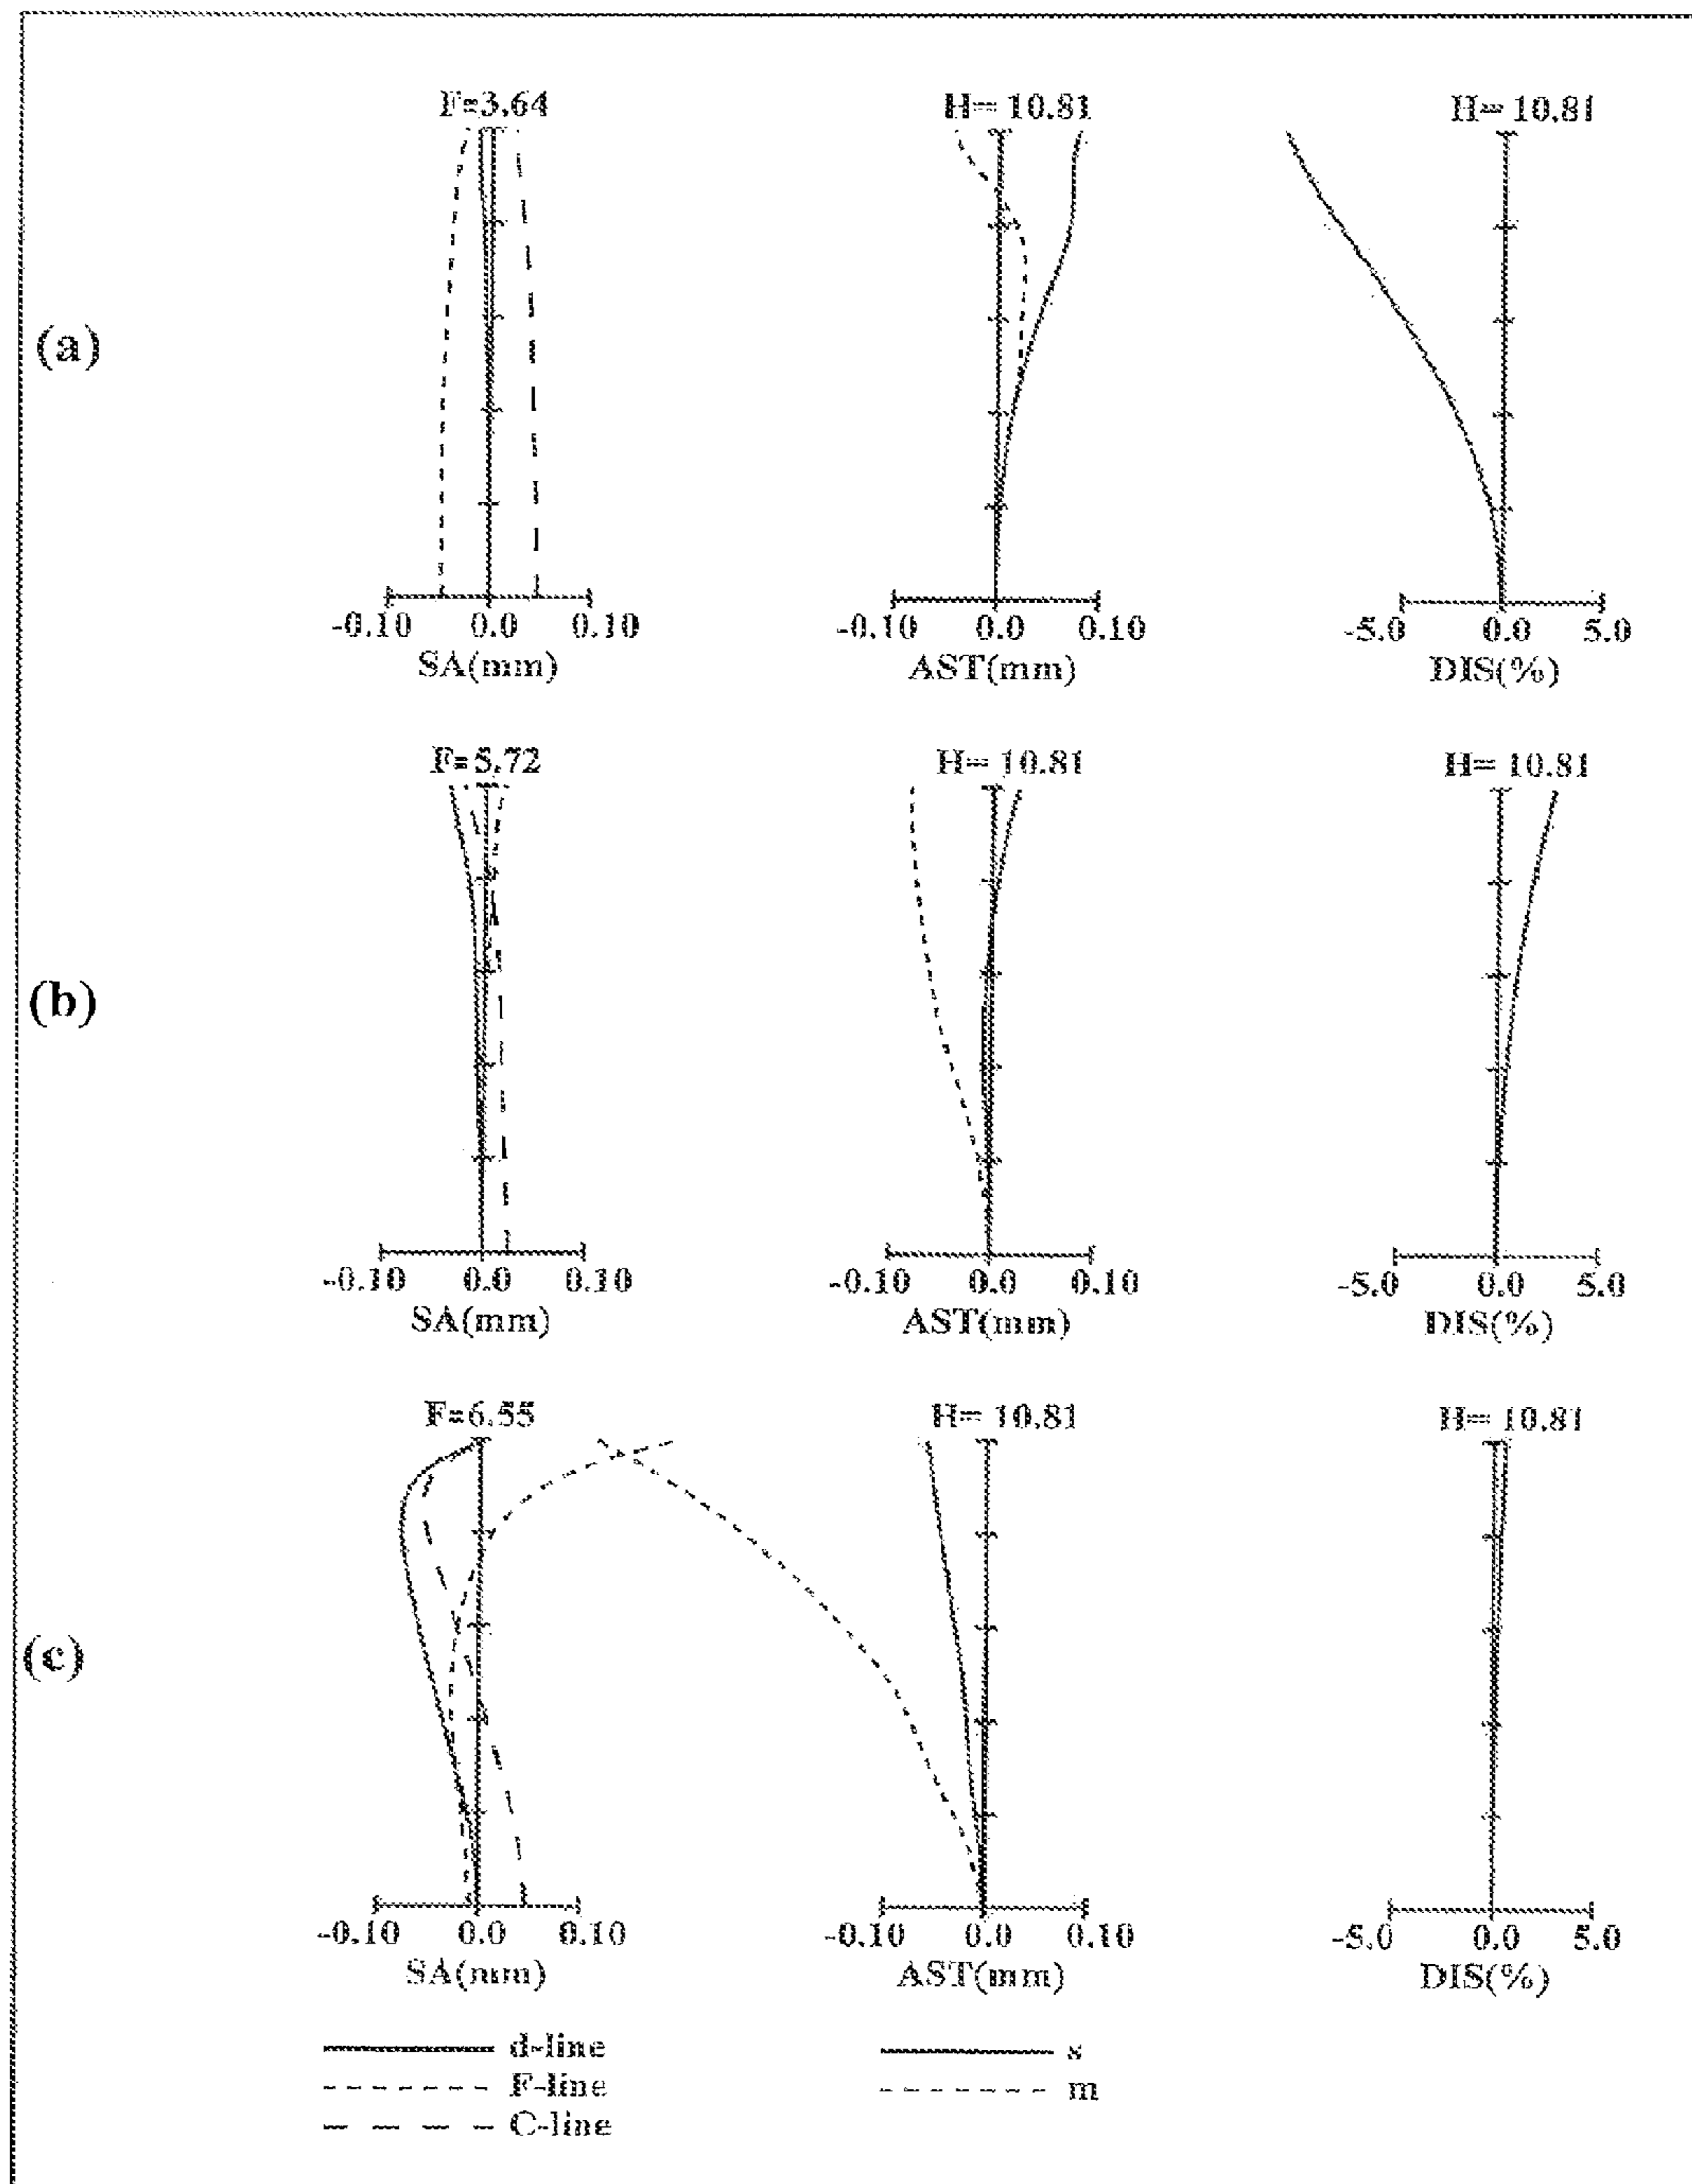 F=3.64 H= 10.81 H= 10.81
(a)
-0.10 0.0 0.10 -0.10 0.0 0.10 -5.0 0.0 5.0
SA(mm) AST(mm) DIS(%)
F=5.72 H= 10.81 H= 10.81
(b)
-0.10 0.0 0.10 -0.10 0.0 0.10 -5.0 0.0 5.0
SA(mm) AST(mm) DIS(%)
F=6.55 H= 10.81 H= 10.81
(c)
-0.10 0.0 0.10 -0.10 0.0 0.10 -5.0 0.0 5.0
SA(mm) AST(mm) DIS(%)
d-line s
F-line m
C-line